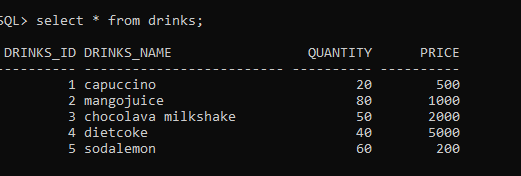 SQL> select * from drinks;
DRINKS_ID DRINKS_NAME QUANTITY PRICE
---------- ------------------------- ---------- ----------
1 capuccino 20 500
2 mangojuice 80 1000
3 chocolava milkshake 50 2000
4 dietcoke 40 5000
5 sodalemon 60 200